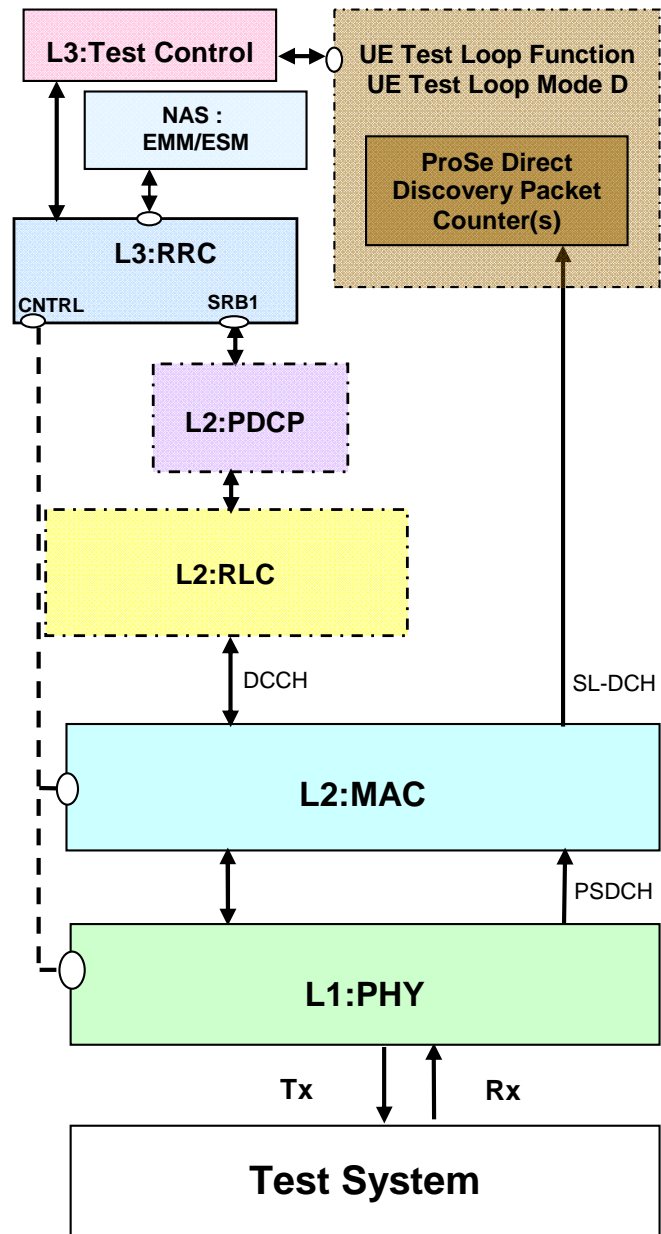 L3:Test Control
UE Test Loop Function
UE Test Loop Mode D
NAS :
EMM/ESM
ProSe Direct
Discovery Packet
Counter(s)
L3:RRC
CNTRL
SRB1
L2:PDCP
L2:RLC
DCCH
SL-DCH
L2:MAC
PSDCH
L1:PHY
Tx
Rx
Test System